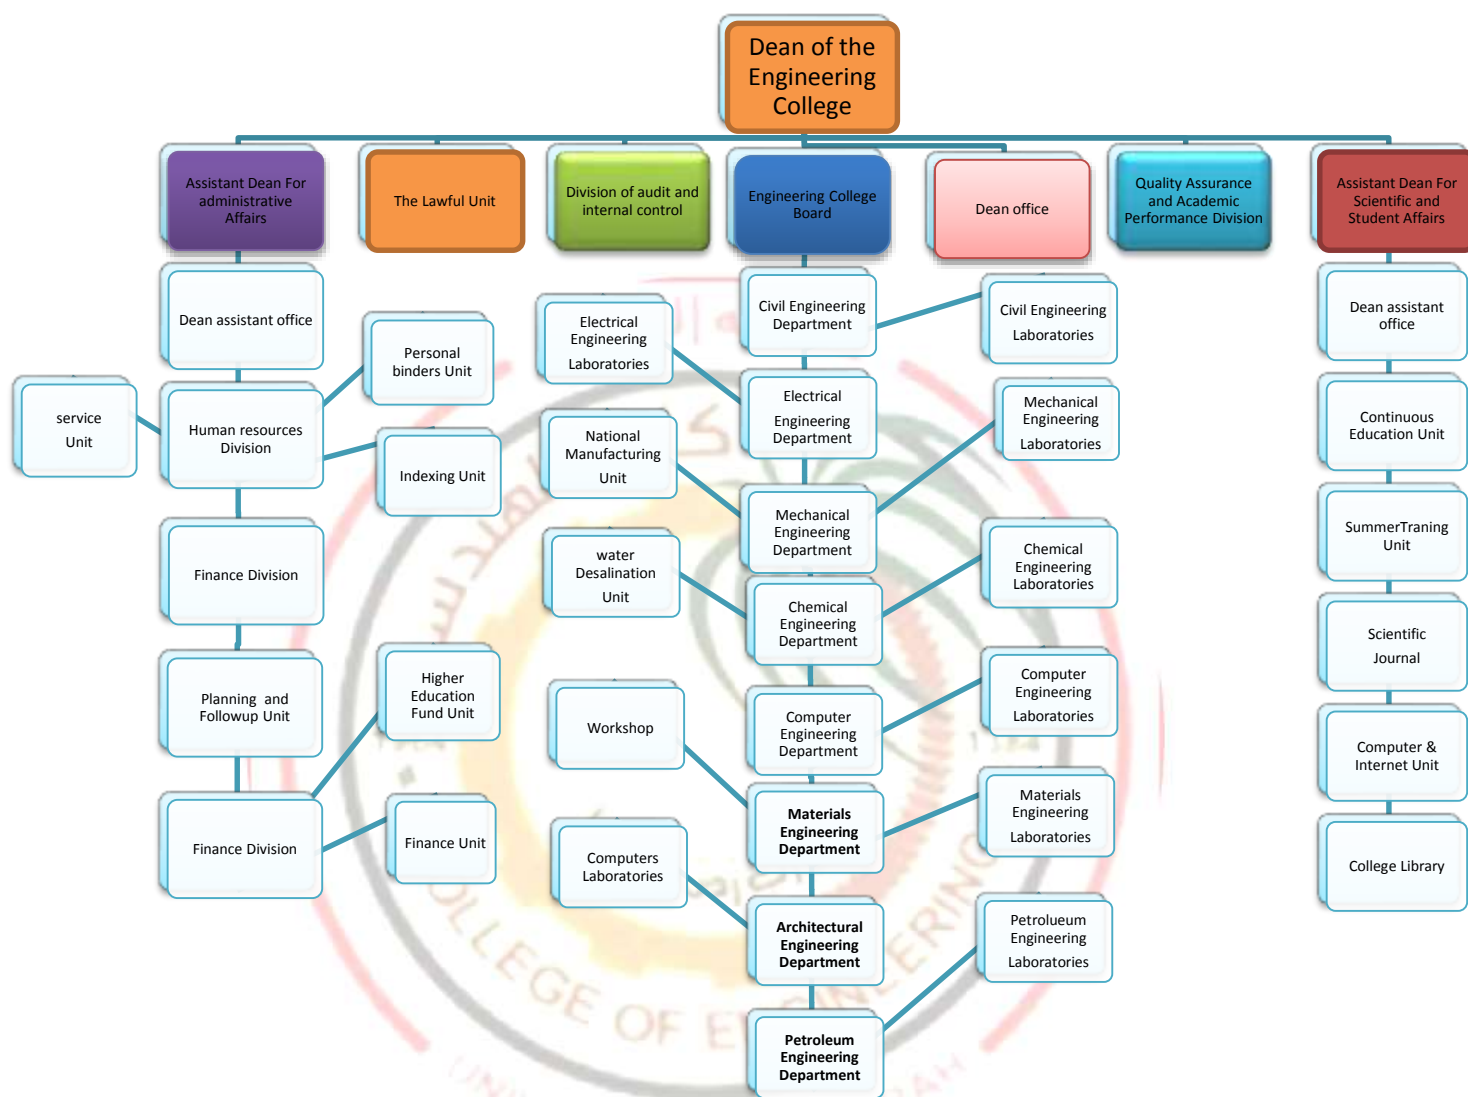 Dean of the
Engineering
College
Assistant Dean For
administrative
Affairs
The Lawful Unit
Division of audit and
internal control
Engineering College
Board
Dean office
Quality Assurance
and Academic
Performance Division
Assistant Dean For
Scientific and
Student Affairs
Dean assistant office
Human resources
Division
service
Unit
Personal
binders Unit
Indexing Unit
Finance Division
Planning and
Followup Unit
Higher
Education
Fund Unit
Finance Division
Finance Unit
Civil Engineering
Department
Civil Engineering
Laboratories
Electrical
Engineering
Laboratories
Electrical
Engineering
Department
Mechanical
Engineering
Laboratories
National
Manufacturing
Unit
Mechanical
Engineering
Department
water
Desalination
Unit
Chemical
Engineering
Laboratories
Chemical
Engineering
Department
Computer
Engineering
Laboratories
Workshop
Computer
Engineering
Department
Materials
Engineering
Laboratories
Materials
Engineering
Department
Computers
Laboratories
Architectural
Engineering
Department
Petrolueum
Engineering
Laboratories
Petroleum
Engineering
Department
Dean assistant
office
Continuous
Education Unit
SummerTraning
Unit
Scientific
Journal
Computer &
Internet Unit
College Library
COLLEGE OF ENGINEERING